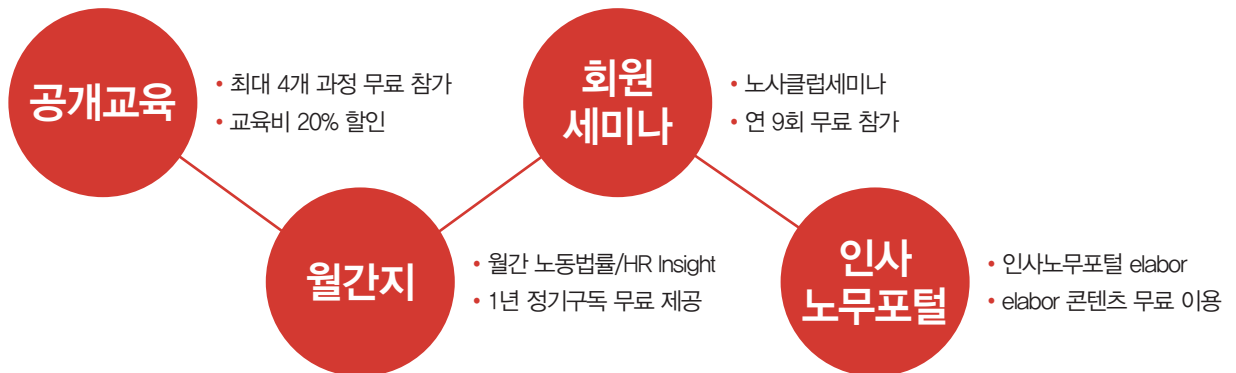 공개교육
• 최대 4개 과정 무료 참가
• 교육비 20% 할인
월간지
• 월간 노동법률/HR Insight
• 1년 정기구독 무료 제공
회원
세미나
• 노사클럽세미나
• 연 9회 무료 참가
인사
노무포털
• 인사노무포털 elabor
• elabor 콘텐츠 무료 이용